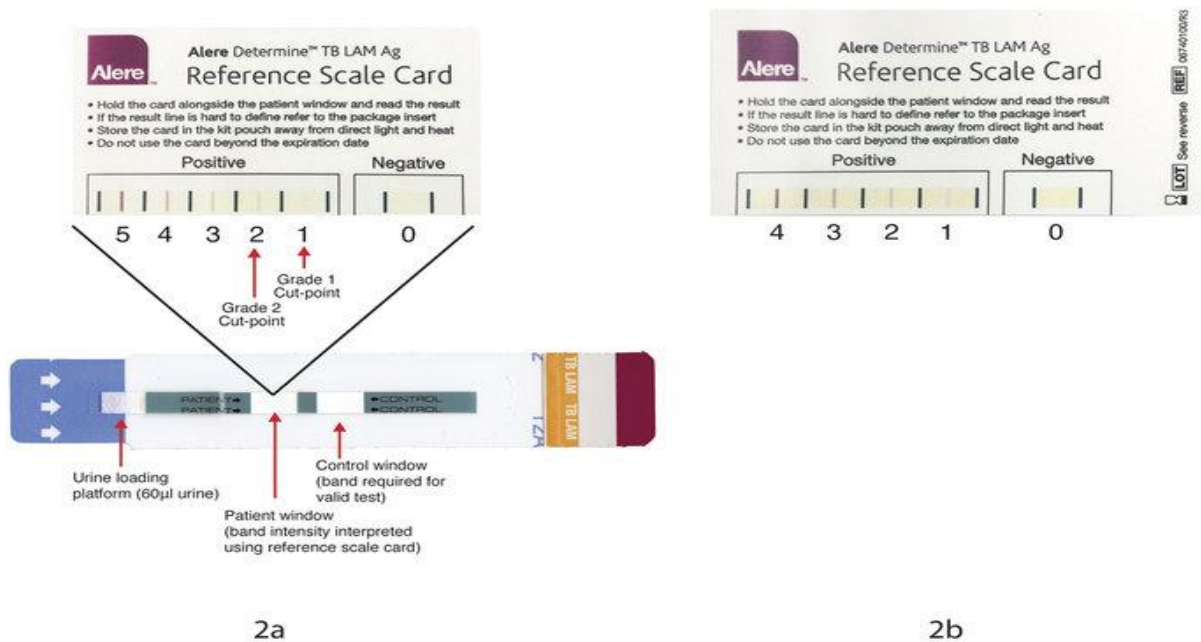 Alere
™
Alere Determine™ TB LAM Ag
Reference Scale Card
• Hold the card alongside the patient window and read the result
• If the result line is hard to define refer to the package insert
• Store the card in the kit pouch away from direct light and heat
• Do not use the card beyond the expiration date
Positive
Negative
5 4 3 2 1 0
Grade 1
Cut-point
Grade 2
Cut-point
PATIENT
PATIENT
CONTROL
CONTROL
TB LAM TB LAM
Urine loading
platform (60µl urine)
Control window
(band required for
valid test)
Patient window
(band intensity interpreted
using reference scale card)
2a
Alere
™
Alere Determine™ TB LAM Ag
Reference Scale Card
• Hold the card alongside the patient window and read the result
• If the result line is hard to define refer to the package insert
• Store the card in the kit pouch away from direct light and heat
• Do not use the card beyond the expiration date
Positive
Negative
4 3 2 1 0
LOT See reverse REF
2b